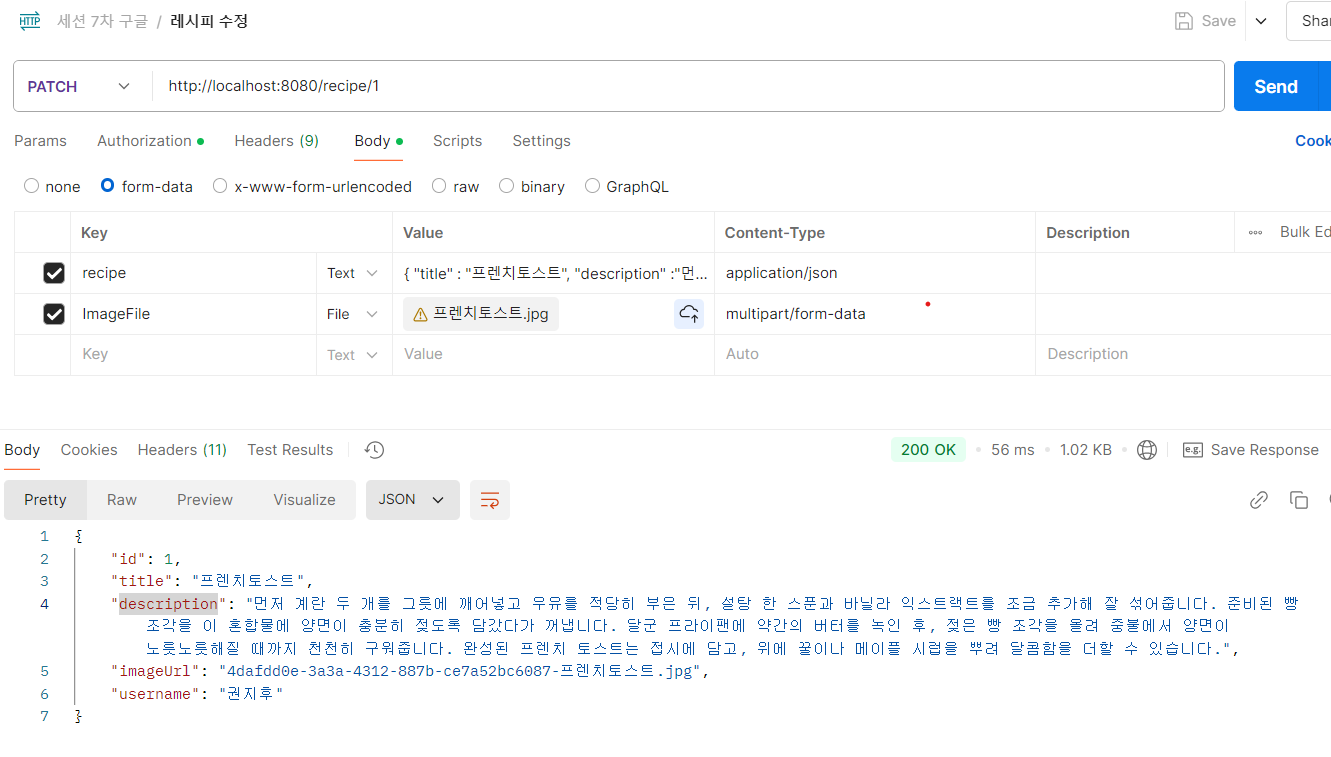 HTTP 세션 7차 구글 / 레시피 수정 Save
PATCH http://localhost:8080/recipe/1 Send
Params Authorization Headers (9) Body Scripts Settings
none form-data x-www-form-urlencoded raw binary GraphQL
Key Value Content-Type Description Bulk
recipe Text { "title" : "프렌치토스트", "description" :"먼... application/json
ImageFile File 프렌치토스트.jpg multipart/form-data
Key Text Value Auto Description
Body Cookies Headers (11) Test Results 200 OK 56 ms 1.02 KB e.g. Save Response
Pretty Raw Preview Visualize JSON
1 {
2 "id": 1,
3 "title": "프렌치토스트",
4 "description": "먼저 계란 두 개를 그릇에 깨어넣고 우유를 적당히 부은 뒤, 설탕 한 스푼과 바닐라 익스트랙트를 조금 추가해 잘 섞어줍니다. 준비된 빵
조각을 이 혼합물에 양면이 충분히 젖도록 담갔다가 꺼냅니다. 달군 프라이팬에 약간의 버터를 녹인 후, 젖은 빵 조각을 올려 중불에서 양면이
노릇노릇해질 때까지 천천히 구워줍니다. 완성된 프렌치 토스트는 접시에 담고, 위에 꿀이나 메이플 시럽을 뿌려 달콤함을 더할 수 있습니다.",
5 "imageUrl": "4dafdd0e-3a3a-4312-887b-ce7a52bc6087-프렌치토스트.jpg",
6 "username": "권지후"
7 }